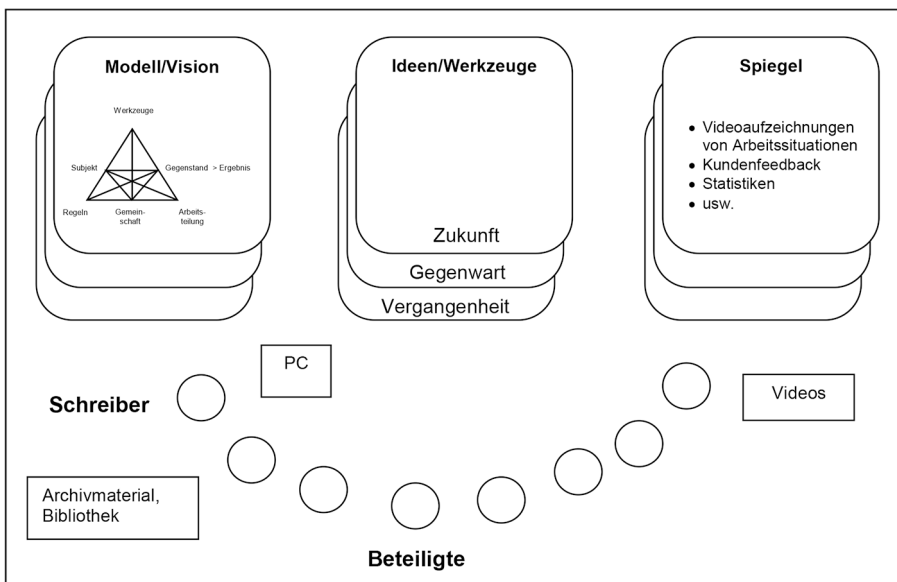 Modell/Vision
Werkzeuge
Subjekt
Gegenstand > Ergebnis
Regeln
Gemein-
schaft
Arbeits-
teilung
Ideen/Werkzeuge
Zukunft
Gegenwart
Vergangenheit
Spiegel
• Videoaufzeichnungen
von Arbeitssituationen
• Kundenfeedback
• Statistiken
• usw.
PC
Schreiber
Videos
Archivmaterial,
Bibliothek
Beteiligte